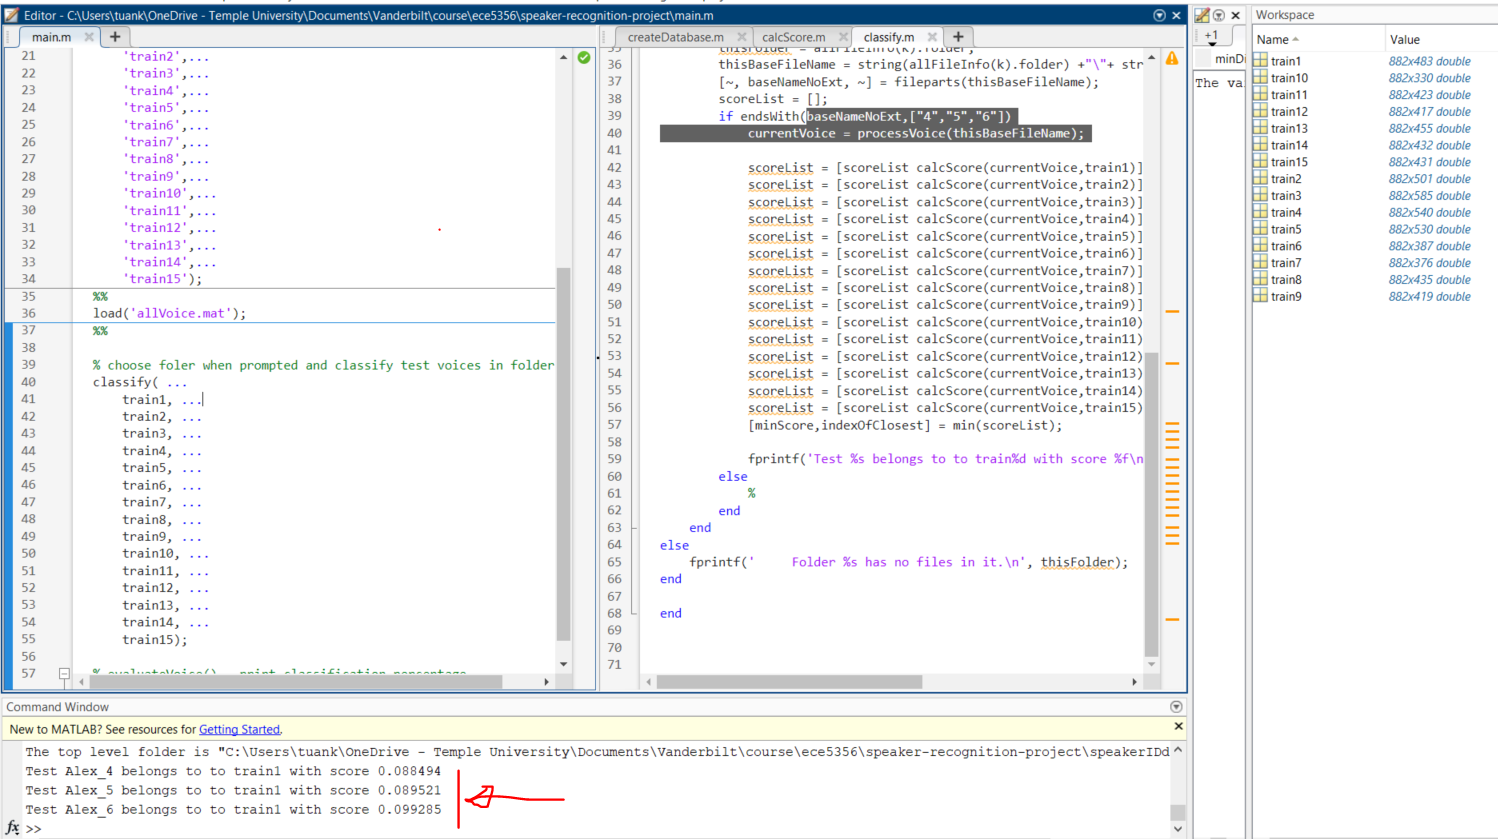 Editor - C:\Users\tuank\OneDrive - Temple University\Documents\Vanderbilt\course\ece5356\speaker-recognition-project\main.m
main.m
21 'train2',...
22 'train3',...
23 'train4',...
24 'train5',...
25 'train6',...
26 'train7',...
27 'train8',...
28 'train9',...
29 'train10',...
30 'train11',...
31 'train12',...
32 'train13',...
33 'train14',...
34 'train15');
35 %%
36 load('allVoice.mat');
37 %%
38
39 % choose foler when prompted and classify test voices in folder
40 classify( ...
41 train1, ...
42 train2, ...
43 train3, ...
44 train4, ...
45 train5, ...
46 train6, ...
47 train7, ...
48 train8, ...
49 train9, ...
50 train10, ...
51 train11, ...
52 train12, ...
53 train13, ...
54 train14, ...
55 train15);
56
57 % evaluateVoice() print classification percentage
createDatabase.m calcScore.m classify.m
35 thisFolder = allFileInfo(k).folder;
36 thisBaseFileName = string(allFileInfo(k).folder) +"\"+ str
37 [~, baseNameNoExt, ~] = fileparts(thisBaseFileName);
38 scoreList = [];
39 if endsWith(baseNameNoExt,["4","5","6"])
40 currentVoice = processVoice(thisBaseFileName);
41
42 scoreList = [scoreList calcScore(currentVoice,train1)]
43 scoreList = [scoreList calcScore(currentVoice,train2)]
44 scoreList = [scoreList calcScore(currentVoice,train3)]
45 scoreList = [scoreList calcScore(currentVoice,train4)]
46 scoreList = [scoreList calcScore(currentVoice,train5)]
47 scoreList = [scoreList calcScore(currentVoice,train6)]
48 scoreList = [scoreList calcScore(currentVoice,train7)]
49 scoreList = [scoreList calcScore(currentVoice,train8)]
50 scoreList = [scoreList calcScore(currentVoice,train9)]
51 scoreList = [scoreList calcScore(currentVoice,train10)
52 scoreList = [scoreList calcScore(currentVoice,train11)
53 scoreList = [scoreList calcScore(currentVoice,train12)
54 scoreList = [scoreList calcScore(currentVoice,train13)
55 scoreList = [scoreList calcScore(currentVoice,train14)
56 scoreList = [scoreList calcScore(currentVoice,train15)
57 [minScore,indexOfClosest] = min(scoreList);
58
59 fprintf('Test %s belongs to to train%d with score %f\n
60 else
61 %
62 end
63 end
64 else
65 fprintf(' Folder %s has no files in it.\n', thisFolder);
66 end
67
68 end
69
70
71
+1
minDi
The va
Workspace
Name Value
train1 882x483 double
train10 882x330 double
train11 882x423 double
train12 882x417 double
train13 882x455 double
train14 882x432 double
train15 882x431 double
train2 882x501 double
train3 882x585 double
train4 882x540 double
train5 882x530 double
train6 882x387 double
train7 882x376 double
train8 882x435 double
train9 882x419 double
Command Window
New to MATLAB? See resources for Getting Started.
The top level folder is "C:\Users\tuank\OneDrive - Temple University\Documents\Vanderbilt\course\ece5356\speaker-recognition-project\speakerIDd
Test Alex_4 belongs to to train1 with score 0.088494
Test Alex_5 belongs to to train1 with score 0.089521
Test Alex_6 belongs to to train1 with score 0.099285
fx >>